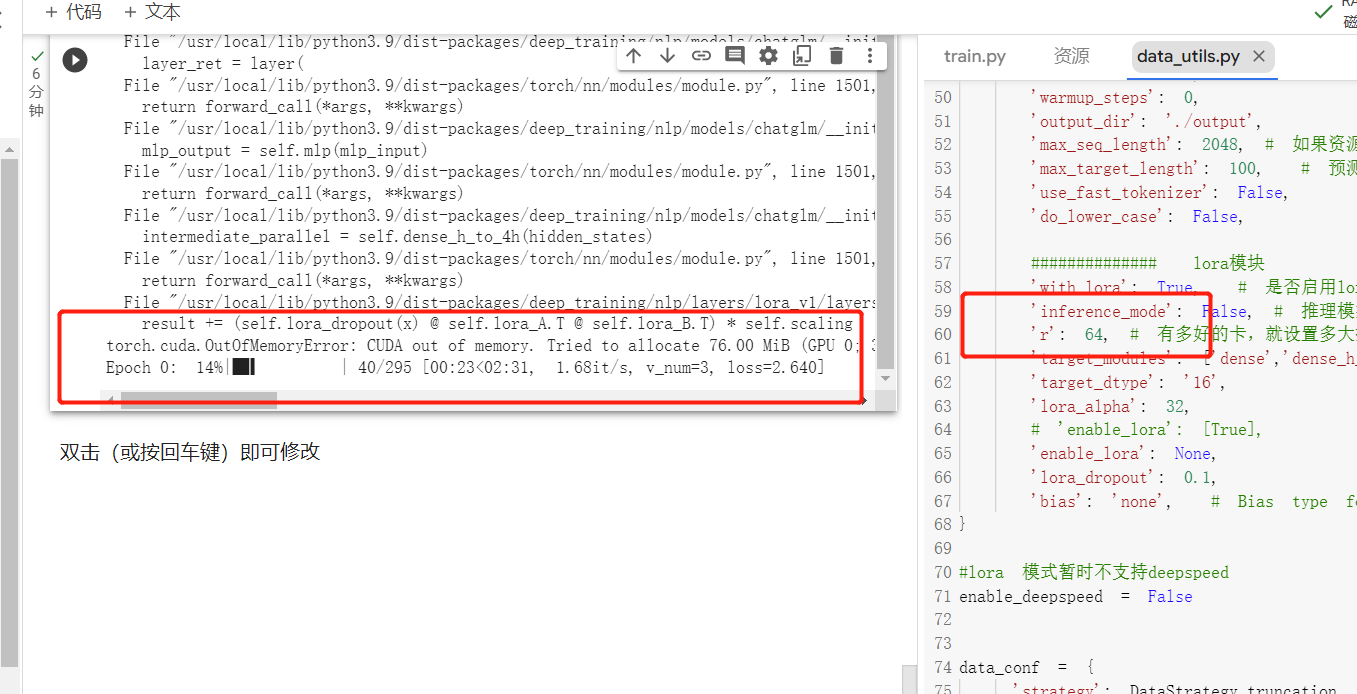 + 代码 + 文本
RA
磁
6
分
钟
File "/usr/local/lib/python3.9/dist-packages/deep_training/nlp/models/chatglm/__init
layer_ret = layer(
File "/usr/local/lib/python3.9/dist-packages/torch/nn/modules/module.py", line 1501,
return forward_call(*args, **kwargs)
File "/usr/local/lib/python3.9/dist-packages/deep_training/nlp/models/chatglm/__init
mlp_output = self.mlp(mlp_input)
File "/usr/local/lib/python3.9/dist-packages/torch/nn/modules/module.py", line 1501,
return forward_call(*args, **kwargs)
File "/usr/local/lib/python3.9/dist-packages/deep_training/nlp/models/chatglm/__init
intermediate_parallel = self.dense_h_to_4h(hidden_states)
File "/usr/local/lib/python3.9/dist-packages/torch/nn/modules/module.py", line 1501,
return forward_call(*args, **kwargs)
File "/usr/local/lib/python3.9/dist-packages/deep_training/nlp/layers/lora_v1/layers
result += (self.lora_dropout(x) @ self.lora_A.T @ self.lora_B.T) * self.scaling
torch.cuda.OutOfMemoryError: CUDA out of memory. Tried to allocate 76.00 MiB (GPU 0;
Epoch 0: 14%| | 40/295 [00:23<02:31, 1.68it/s, v_num=3, loss=2.640]
双击（或按回车键）即可修改
train.py 资源 data_utils.py ×
50 'warmup_steps': 0,
51 'output_dir': './output',
52 'max_seq_length': 2048, # 如果资源
53 'max_target_length': 100, # 预测
54 'use_fast_tokenizer': False,
55 'do_lower_case': False,
56
57 ############## lora模块
58 'with_lora': True, # 是否启用lor
59 'inference_mode': False, # 推理模
60 'r': 64, # 有多好的卡，就设置多大
61 'target_modules': ['dense','dense_h_
62 'target_dtype': '16',
63 'lora_alpha': 32,
64 # 'enable_lora': [True],
65 'enable_lora': None,
66 'lora_dropout': 0.1,
67 'bias': 'none', # Bias type fo
68 }
69
70 #lora 模式暂时不支持deepspeed
71 enable_deepspeed = False
72
73
74 data_conf = {
75 'strategy': DataStrategy.truncation